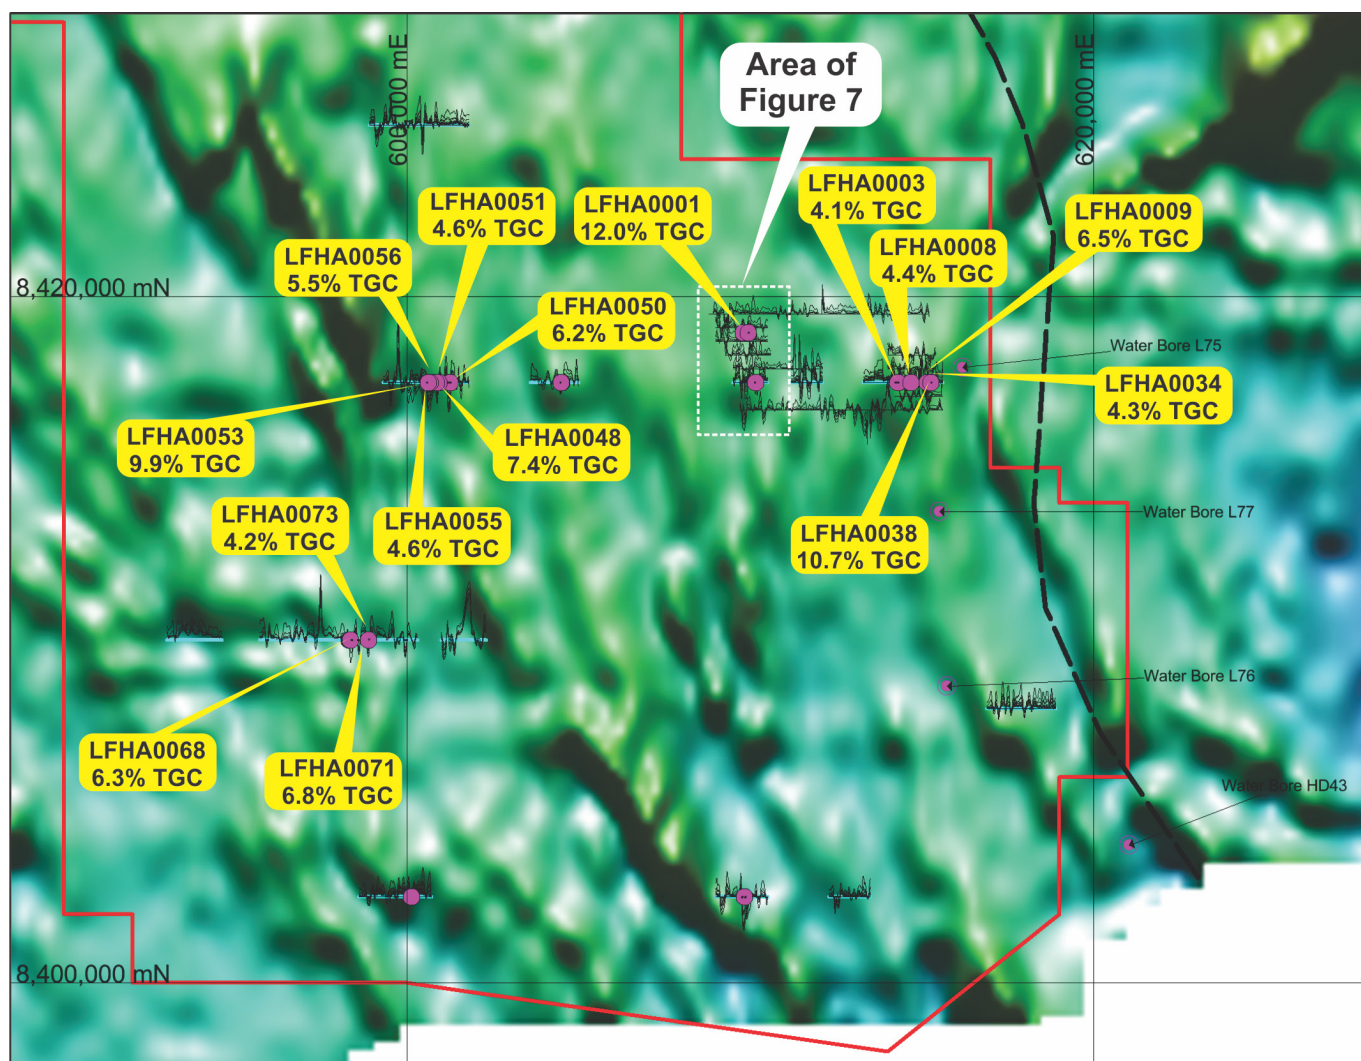 600,000 mE
620,000 mE
Area of
Figure 7
LFHA0003
4.1% TGC
LFHA0051
4.6% TGC
LFHA0001
12.0% TGC
LFHA0009
6.5% TGC
LFHA0056
5.5% TGC
LFHA0008
4.4% TGC
8,420,000 mN
LFHA0050
6.2% TGC
Water Bore L75
LFHA0034
4.3% TGC
LFHA0053
9.9% TGC
LFHA0048
7.4% TGC
LFHA0073
4.2% TGC
LFHA0055
4.6% TGC
LFHA0038
10.7% TGC
Water Bore L77
Water Bore L76
LFHA0068
6.3% TGC
LFHA0071
6.8% TGC
Water Bore HD43
8,400,000 mN